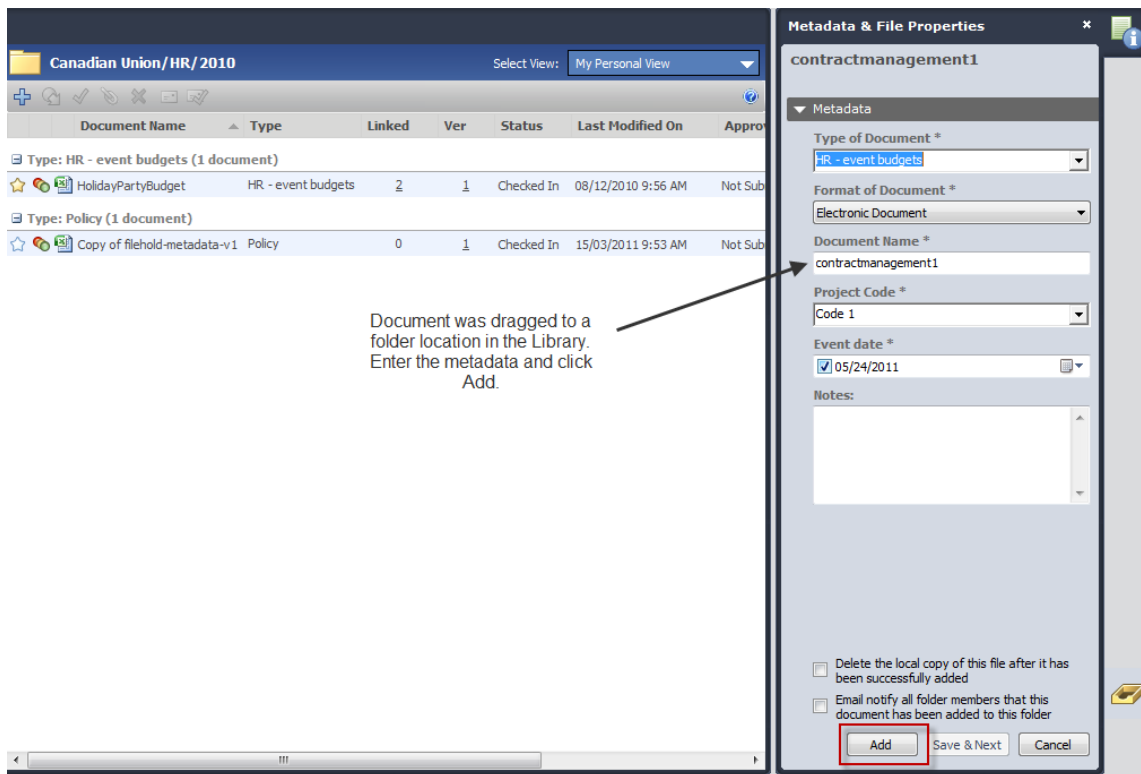 Metadata & File Properties
Canadian Union/HR/2010 Select View: My Personal View
contractmanagement1
Document Name Type Linked Ver Status Last Modified On Approv
Type: HR - event budgets (1 document)
HolidayPartyBudget HR - event budgets 2 1 Checked In 08/12/2010 9:56 AM Not Sub
Type: Policy (1 document)
Copy of filehold-metadata-v1 Policy 0 1 Checked In 15/03/2011 9:53 AM Not Sub
Document was dragged to a
folder location in the Library.
Enter the metadata and click
Add.
Metadata
Type of Document *
HR - event budgets
Format of Document *
Electronic Document
Document Name *
contractmanagement1
Project Code *
Code 1
Event date *
05/24/2011
Notes:
Delete the local copy of this file after it has
been successfully added
Email notify all folder members that this
document has been added to this folder
Add Save & Next Cancel